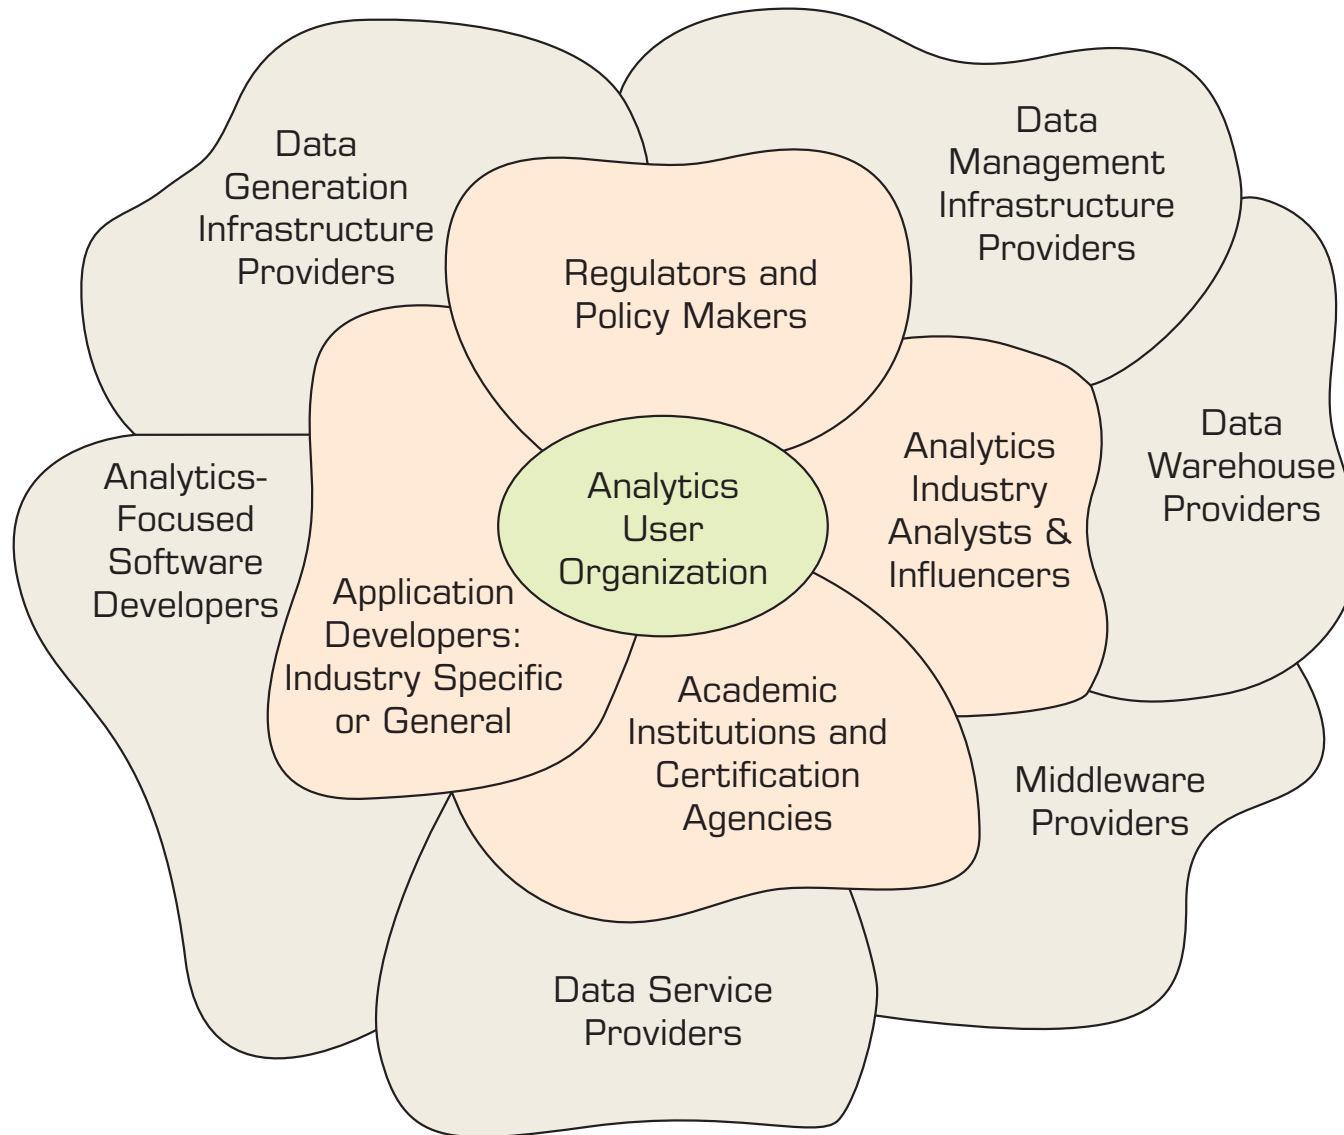 Data
Generation
Infrastructure
Providers
Data
Management
Infrastructure
Providers
Regulators and
Policy Makers
Data
Warehouse
Providers
Analytics
Industry
Analysts &
Influencers
Analytics-
Focused
Software
Developers
Analytics
User
Organization
Application
Developers:
Industry Specific
or General
Academic
Institutions and
Certification
Agencies
Middleware
Providers
Data Service
Providers